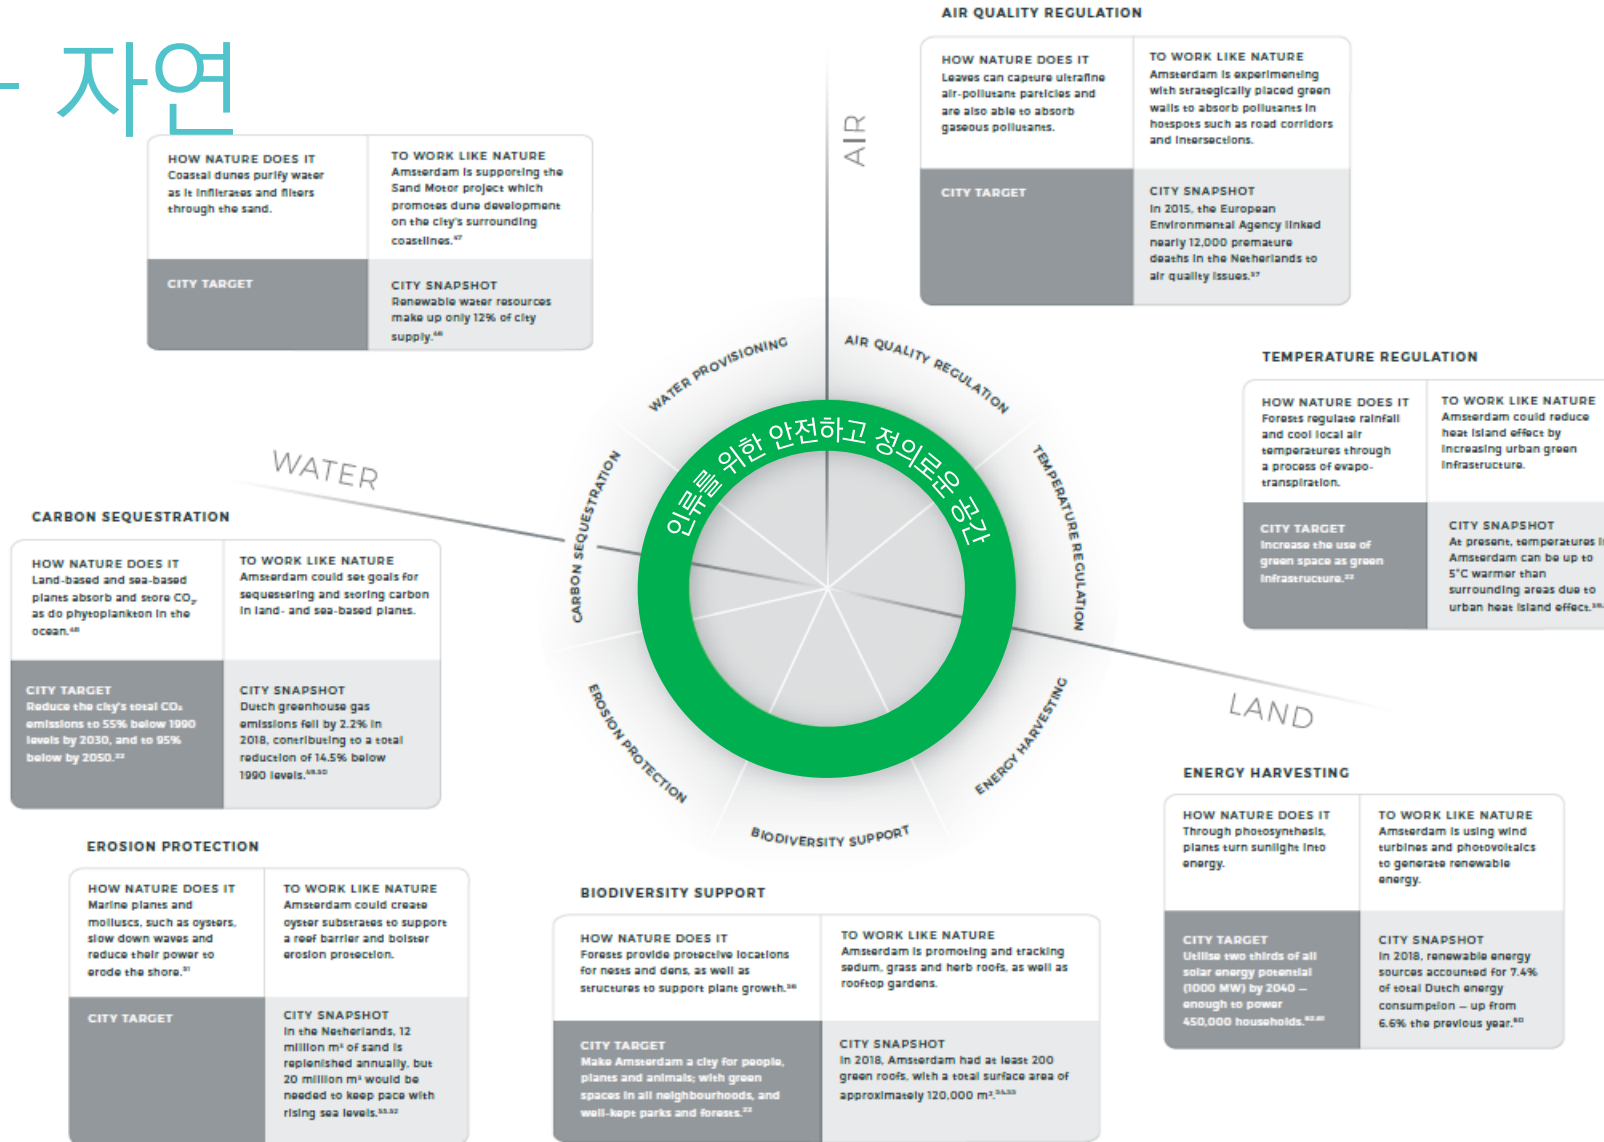 - 자연
HOW NATURE DOES IT
Coastal dunes purify water
as it infiltrates and filters
through the sand.
TO WORK LIKE NATURE
Amsterdam is supporting the
Sand Motor project which
promotes dune development
on the city's surrounding
coastlines.⁴⁷
CITY TARGET
CITY SNAPSHOT
Renewable water resources
make up only 12% of city
supply.⁴⁶
AIR QUALITY REGULATION
HOW NATURE DOES IT
Leaves can capture ultrafine
air-pollutant particles and
are also able to absorb
gaseous pollutants.
TO WORK LIKE NATURE
Amsterdam is experimenting
with strategically placed green
walls to absorb pollutants in
hotspots such as road corridors
and intersections.
CITY TARGET
CITY SNAPSHOT
In 2015, the European
Environmental Agency linked
nearly 12,000 premature
deaths in the Netherlands to
air quality issues.⁵⁷
AIR
WATER
LAND
WATER PROVISIONING
AIR QUALITY REGULATION
TEMPERATURE REGULATION
ENERGY HARVESTING
BIODIVERSITY SUPPORT
EROSION PROTECTION
CARBON SEQUESTRATION
인류를 위한 안전하고 정의로운 공간
TEMPERATURE REGULATION
HOW NATURE DOES IT
Forests regulate rainfall
and cool local air
temperatures through
a process of evapo-
transpiration.
TO WORK LIKE NATURE
Amsterdam could reduce
heat island effect by
increasing urban green
infrastructure.
CITY TARGET
Increase the use of
green space as green
infrastructure.²²
CITY SNAPSHOT
At present, temperatures i
Amsterdam can be up to
5°C warmer than
surrounding areas due to
urban heat island effect.
CARBON SEQUESTRATION
HOW NATURE DOES IT
Land-based and sea-based
plants absorb and store CO₂,
as do phytoplankton in the
ocean.⁴⁸
TO WORK LIKE NATURE
Amsterdam could set goals for
sequestering and storing carbon
in land- and sea-based plants.
CITY TARGET
Reduce the city's total CO₂
emissions to 55% below 1990
levels by 2030, and to 95%
below by 2050.²²
CITY SNAPSHOT
Dutch greenhouse gas
emissions fell by 2.2% in
2018, contributing to a total
reduction of 14.5% below
1990 levels.⁴⁹,⁵⁰
ENERGY HARVESTING
HOW NATURE DOES IT
Through photosynthesis,
plants turn sunlight into
energy.
TO WORK LIKE NATURE
Amsterdam is using wind
turbines and photovoltaics
to generate renewable
energy.
CITY TARGET
Utilise two thirds of all
solar energy potential
(1000 MW) by 2040 —
enough to power
450,000 households.
CITY SNAPSHOT
In 2018, renewable energy
sources accounted for 7.4%
of total Dutch energy
consumption — up from
6.6% the previous year.⁶⁰
EROSION PROTECTION
HOW NATURE DOES IT
Marine plants and
molluscs, such as oysters,
slow down waves and
reduce their power to
erode the shore.⁵¹
TO WORK LIKE NATURE
Amsterdam could create
oyster substrates to support
a reef barrier and bolster
erosion protection.
CITY TARGET
CITY SNAPSHOT
In the Netherlands, 12
million m³ of sand is
replenished annually, but
20 million m³ would be
needed to keep pace with
rising sea levels.⁵³,⁵²
BIODIVERSITY SUPPORT
HOW NATURE DOES IT
Forests provide protective locations
for nests and dens, as well as
structures to support plant growth.⁵⁶
TO WORK LIKE NATURE
Amsterdam is promoting and tracking
sedum, grass and herb roofs, as well as
rooftop gardens.
CITY TARGET
Make Amsterdam a city for people,
plants and animals; with green
spaces in all neighbourhoods, and
well-kept parks and forests.²²
CITY SNAPSHOT
In 2018, Amsterdam had at least 200
green roofs, with a total surface area of
approximately 120,000 m².⁵⁴,⁵⁵